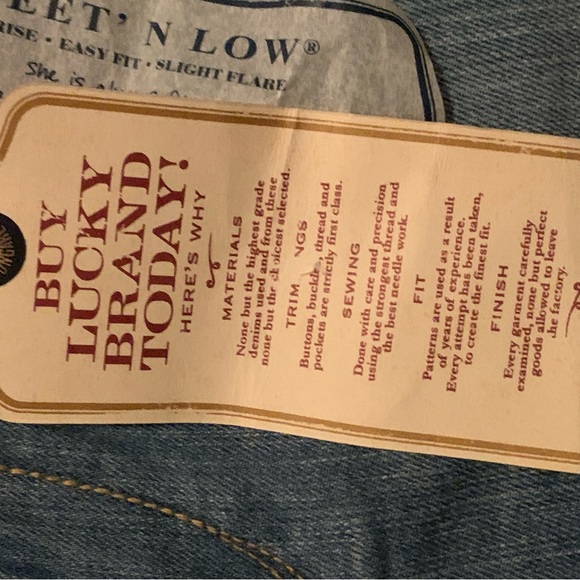 EET' N LOW®
RISE • EASY FIT • SLIGHT FLARE
She is
BUY
LUCKY
BRAND
TODAY!
HERE'S WHY
MATERIALS
None but the highest grade
denims used and from these
none but the choicest selected.
TRIM NGS
Buttons, buckles, thread and
pockets are strictly first class.
SEWING
Done with care and precision
using the strongest thread and
the best needle work.
FIT
Patterns are used as a result
of years of experience.
Every attempt has been taken,
to create the finest fit.
FINISH
Every garment carefully
examined, none but perfect
goods allowed to leave
the factory.